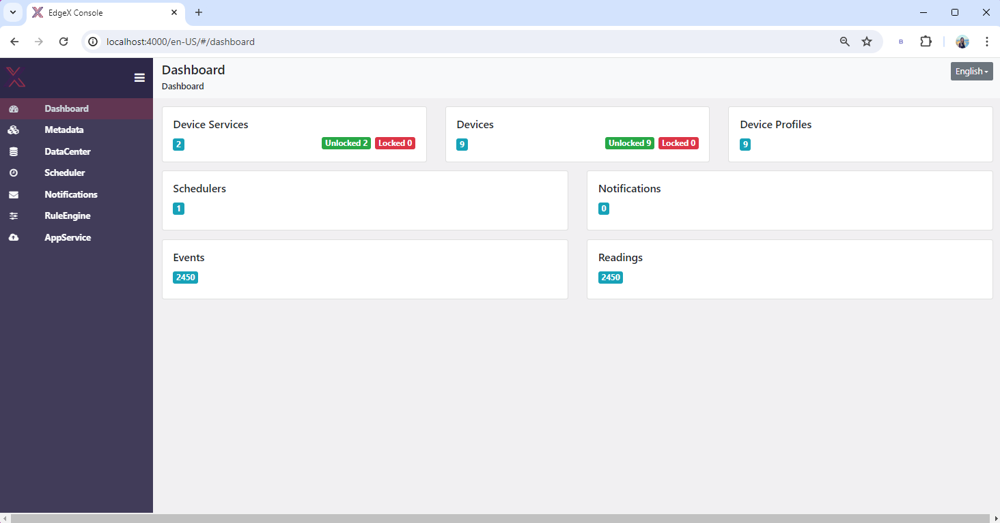 EdgeX Console
localhost:4000/en-US/#/dashboard
B
Dashboard
Dashboard
English
Dashboard
Metadata
DataCenter
Scheduler
Notifications
RuleEngine
AppService
Device Services
2 Unlocked 2 Locked 0
Devices
9 Unlocked 9 Locked 0
Device Profiles
9
Schedulers
1
Notifications
0
Events
2450
Readings
2450